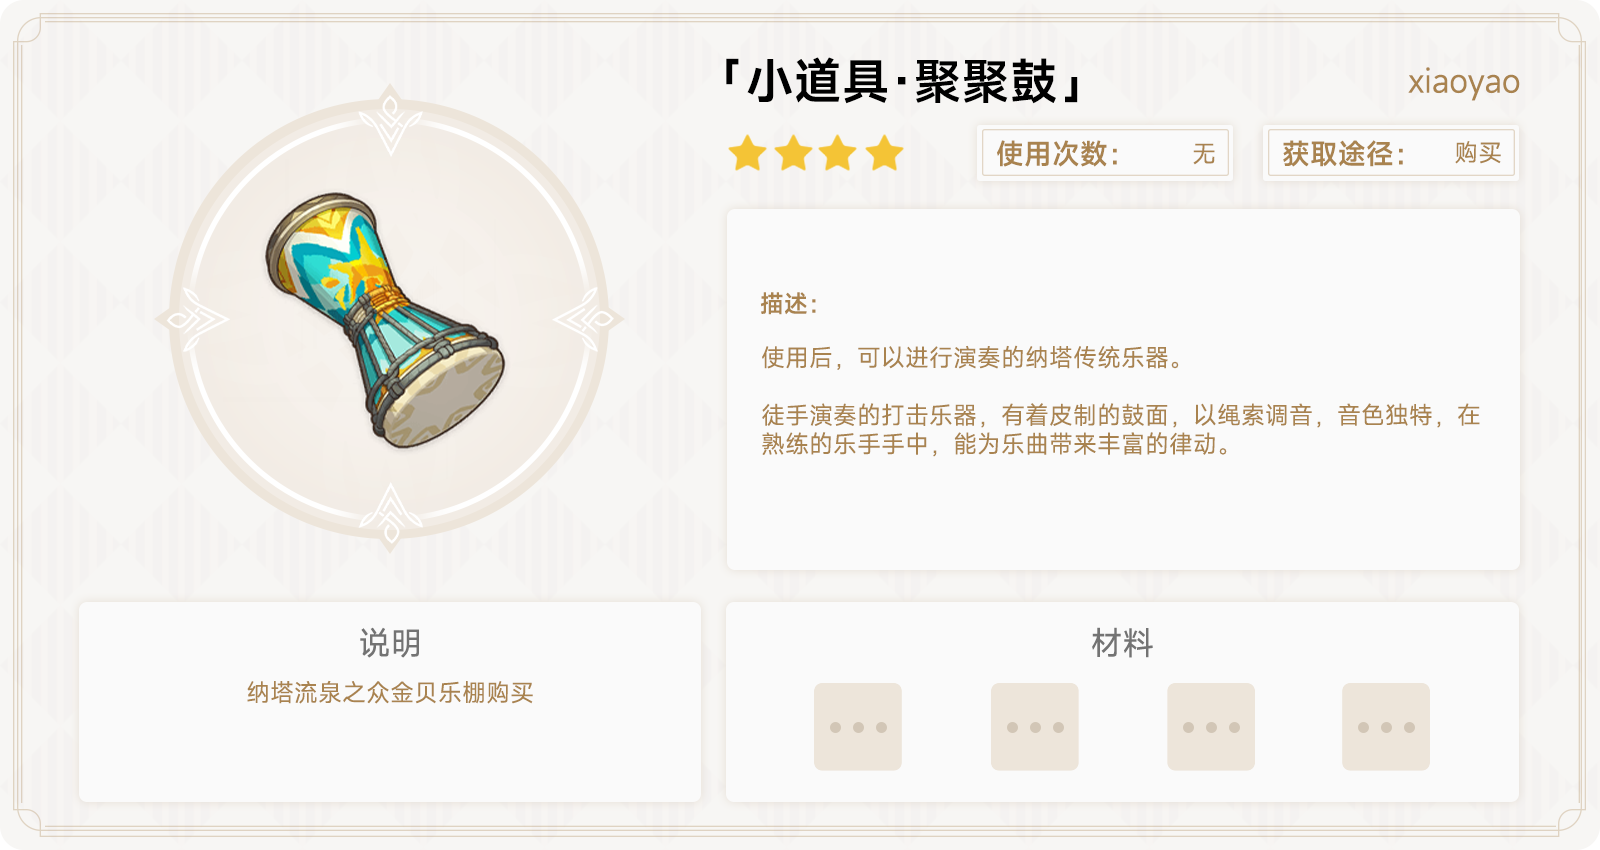 「小道具·聚聚鼓」
xiaoyao
使用次数： 无
获取途径： 购买
描述：
使用后，可以进行演奏的纳塔传统乐器。
徒手演奏的打击乐器，有着皮制的鼓面，以绳索调音，音色独特，在
熟练的乐手手中，能为乐曲带来丰富的律动。
说明
纳塔流泉之众金贝乐棚购买
材料